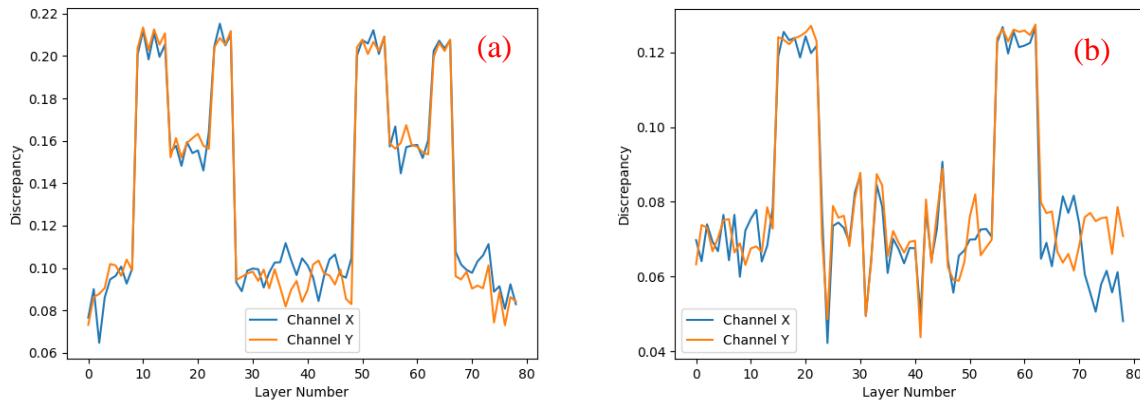 0.22
0.20
0.18
0.16
0.14
0.12
0.10
0.08
0.06
Discrepancy
(a)
Channel X
Channel Y
0 10 20 30 40 50 60 70 80
Layer Number
0.12
0.10
0.08
0.06
0.04
Discrepancy
(b)
Channel X
Channel Y
0 10 20 30 40 50 60 70 80
Layer Number